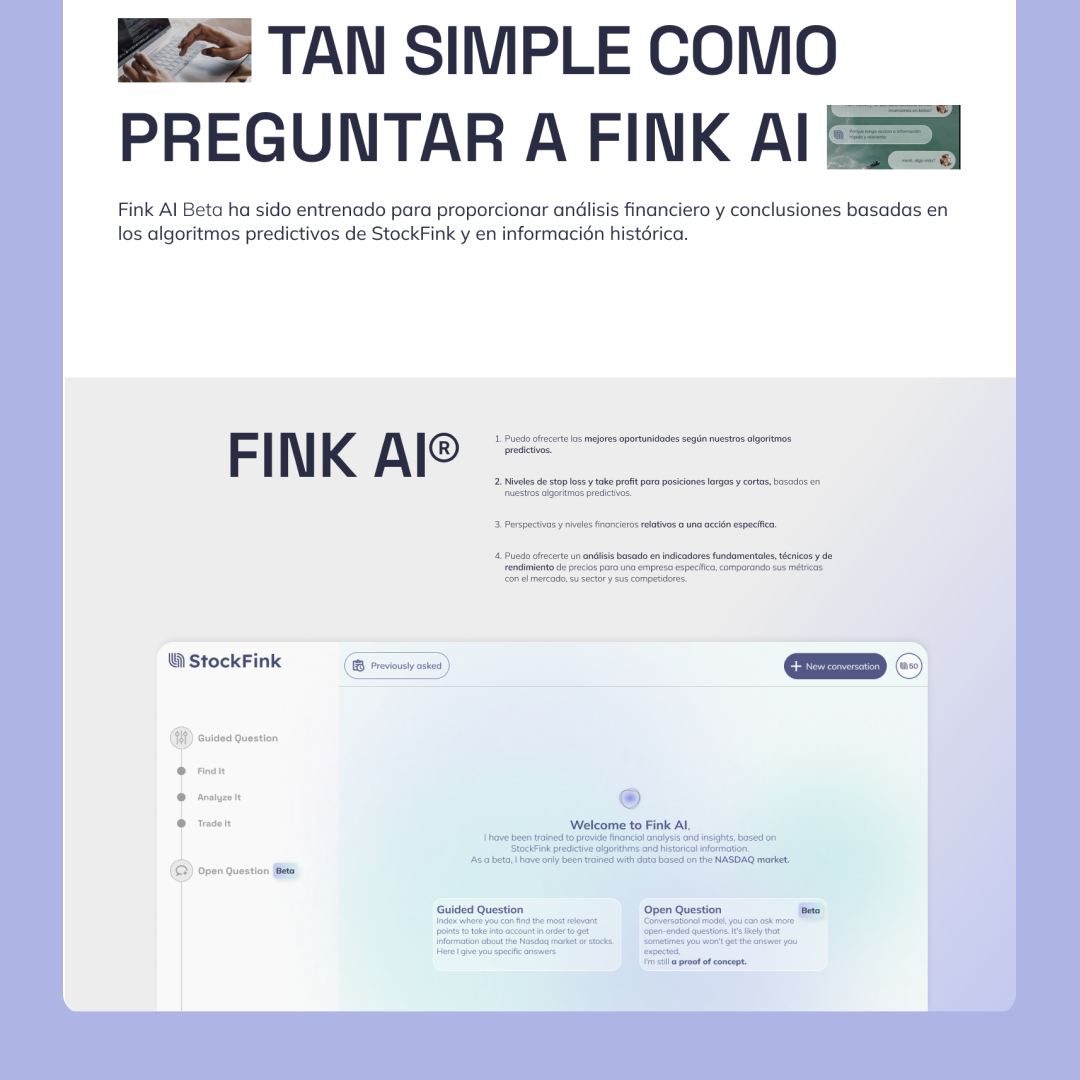 TAN SIMPLE COMO
PREGUNTAR A FINK AI
Porque tengo acceso a información
rápida y relevante.
Fink AI Beta ha sido entrenado para proporcionar análisis financiero y conclusiones basadas en
los algoritmos predictivos de StockFink y en información histórica.
FINK AI®
1. Puedo ofrecerte las mejores oportunidades según nuestros algoritmos
predictivos.
2. Niveles de stop loss y take profit para posiciones largas y cortas, basados en
nuestros algoritmos predictivos.
3. Perspectivas y niveles financieros relativos a una acción específica.
4. Puedo ofrecerte un análisis basado en indicadores fundamentales, técnicos y de
rendimiento de precios para una empresa específica, comparando sus métricas
con el mercado, su sector y sus competidores.
StockFink
Previously asked
New conversation
50
Guided Question
Find It
Analyze It
Trade It
Open Question Beta
Welcome to Fink AI,
I have been trained to provide financial analysis and insights, based on
StockFink predictive algorithms and historical information.
As a beta, I have only been trained with data based on the NASDAQ market.
Guided Question
Index where you can find the most relevant
points to take into account in order to get
information about the Nasdaq market or stocks.
Here I give you specific answers
Open Question
Beta
Conversational model, you can ask more
open-ended questions. It's likely that
sometimes you won't get the answer you
expected,
I'm still a proof of concept.